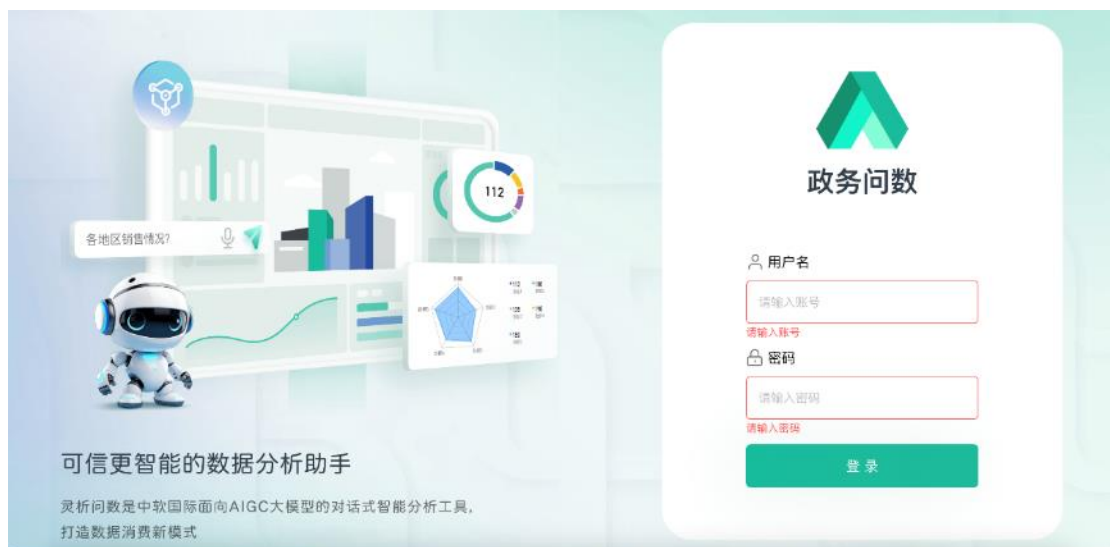 各地区销售情况?
112
可信更智能的数据分析助手
灵析问数是中软国际面向AIGC大模型的对话式智能分析工具,
打造数据消费新模式
政务问数
用户名
请输入账号
请输入账号
密码
请输入密码
请输入密码
登录